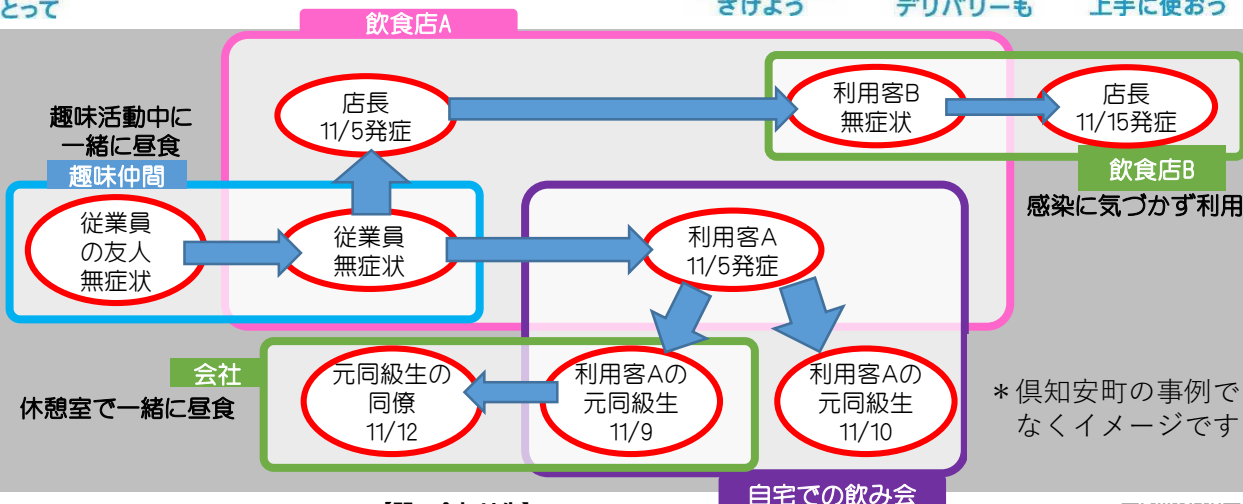 とって
さけよう
デリバリーも
上手に使おう
飲食店A
店長
11/5発症
利用客B
無症状
店長
11/15発症
趣味活動中に
一緒に昼食
趣味仲間
飲食店B
感染に気づかず利用
従業員
の友人
無症状
従業員
無症状
利用客A
11/5発症
会社
休憩室で一緒に昼食
元同級生の
同僚
11/12
利用客Aの
元同級生
11/9
利用客Aの
元同級生
11/10
＊倶知安町の事例で
なくイメージです
自宅での飲み会